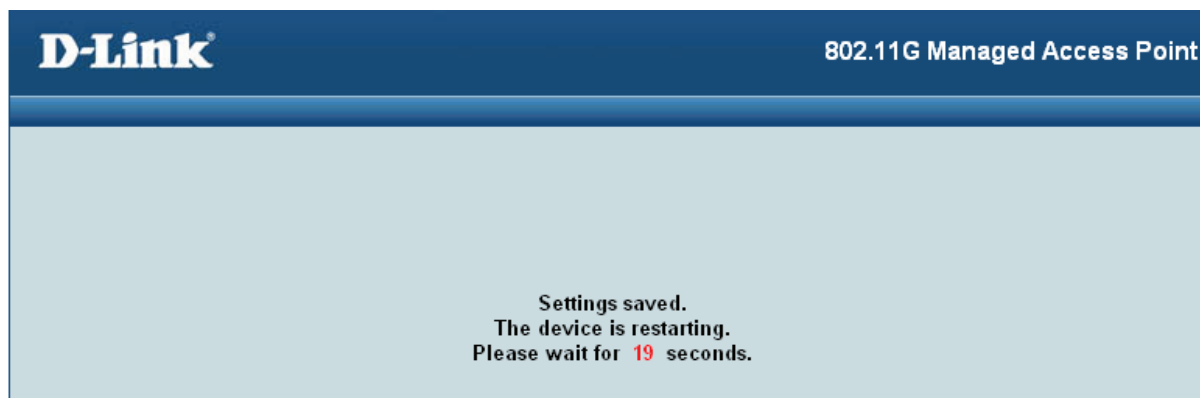 D-Link®
802.11G Managed Access Point
Settings saved.
The device is restarting.
Please wait for 19 seconds.